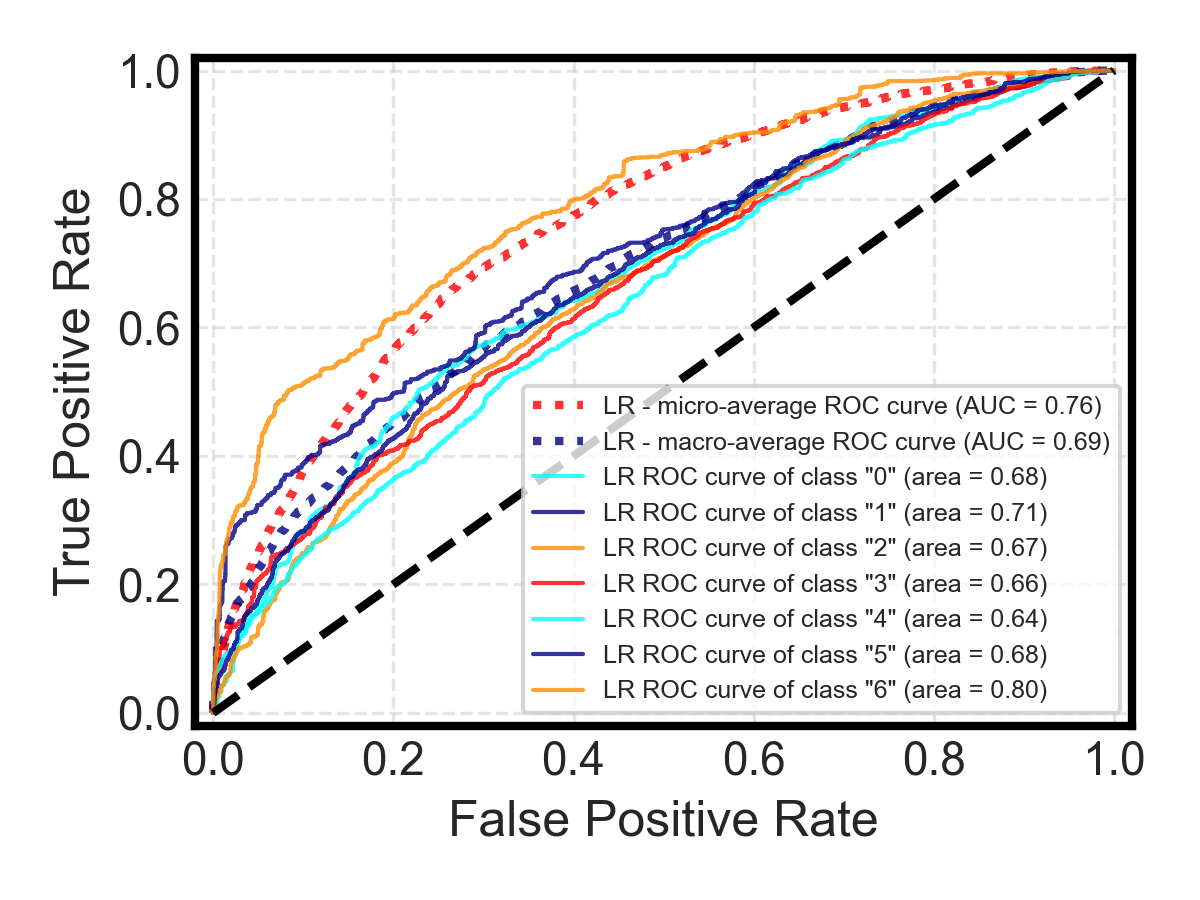 1.0
0.8
0.6
0.4
0.2
0.0
True Positive Rate
LR - micro-average ROC curve (AUC = 0.76)
LR - macro-average ROC curve (AUC = 0.69)
LR ROC curve of class "0" (area = 0.68)
LR ROC curve of class "1" (area = 0.71)
LR ROC curve of class "2" (area = 0.67)
LR ROC curve of class "3" (area = 0.66)
LR ROC curve of class "4" (area = 0.64)
LR ROC curve of class "5" (area = 0.68)
LR ROC curve of class "6" (area = 0.80)
0.0 0.2 0.4 0.6 0.8 1.0
False Positive Rate